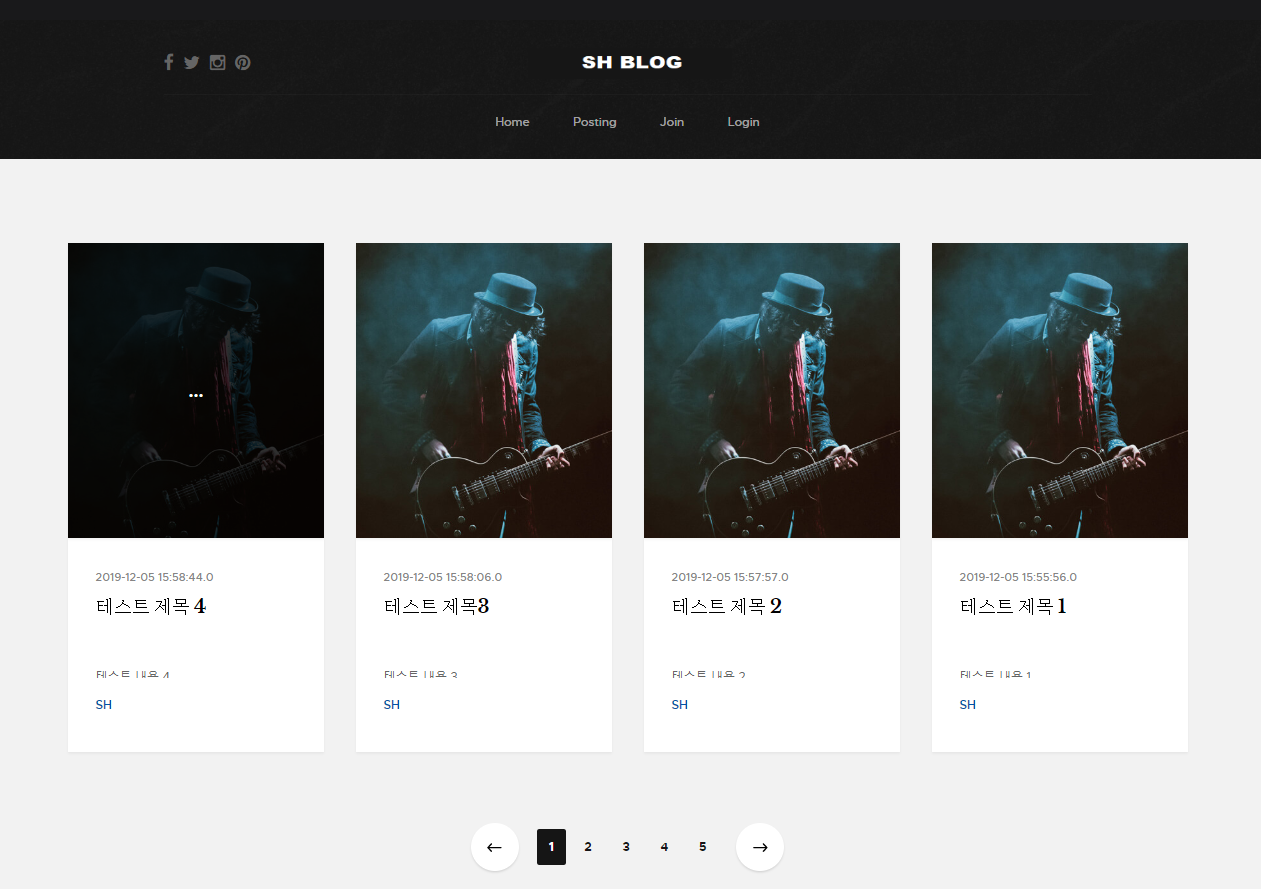 SH BLOG
Home Posting Join Login
...
2019-12-05 15:58:44.0
테스트 제목 4
테스트 내용 4
SH
2019-12-05 15:58:06.0
테스트 제목3
테스트 내용 3
SH
2019-12-05 15:57:57.0
테스트 제목 2
테스트 내용 2
SH
2019-12-05 15:55:56.0
테스트 제목 1
테스트 내용 1
SH
← 1 2 3 4 5 →